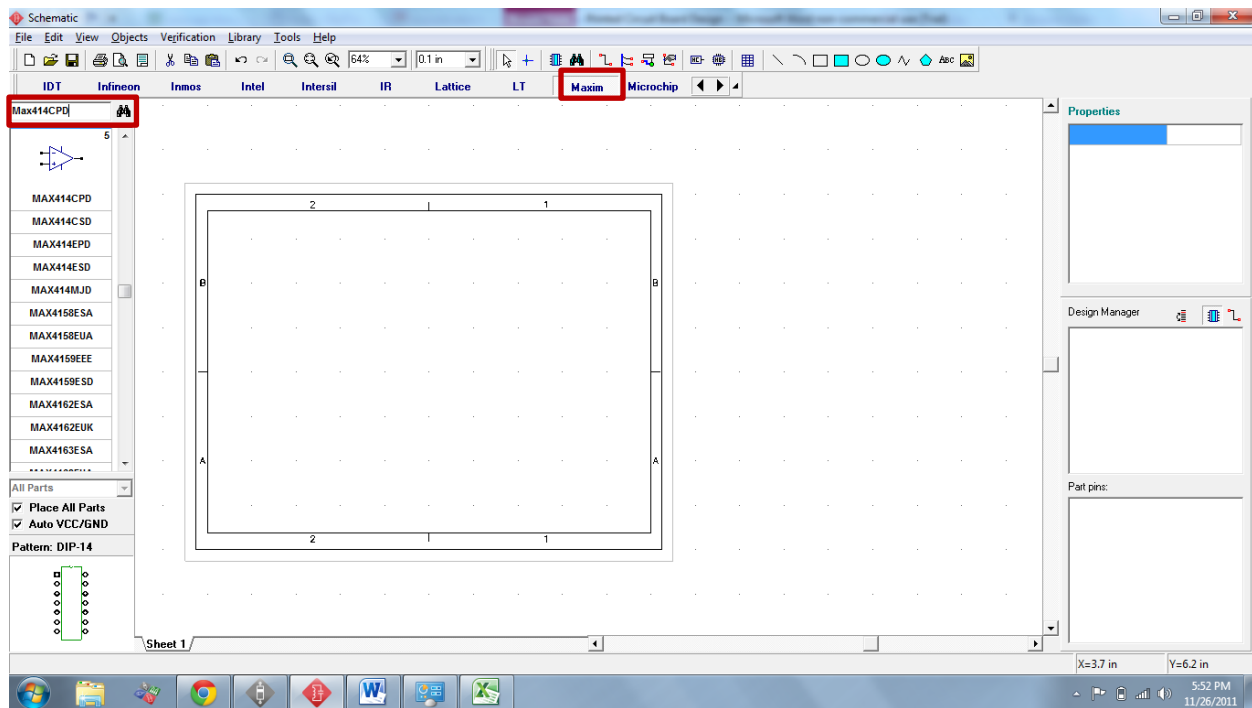 Schematic
File Edit View Objects Verification Library Tools Help
64% 0.1 in ABC
IDT Infineon Inmos Intel Intersil IR Lattice LT Maxim Microchip
Max414CPD
5
MAX414CPD
MAX414CSD
MAX414EPD
MAX414ESD
MAX414MJD
MAX4158ESA
MAX4158EUA
MAX4159EEE
MAX4159ESD
MAX4162ESA
MAX4162EUK
MAX4163ESA
All Parts
Place All Parts
Auto VCC/GND
Pattern: DIP-14
2 1
B B
A A
2 1
Sheet 1
Properties
Design Manager
Part pins:
X=3.7 in Y=6.2 in
5:52 PM
11/26/2011